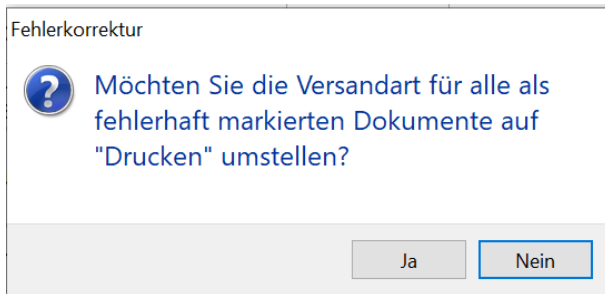 Fehlerkorrektur
Möchten Sie die Versandart für alle als
fehlerhaft markierten Dokumente auf
"Drucken" umstellen?
Ja
Nein